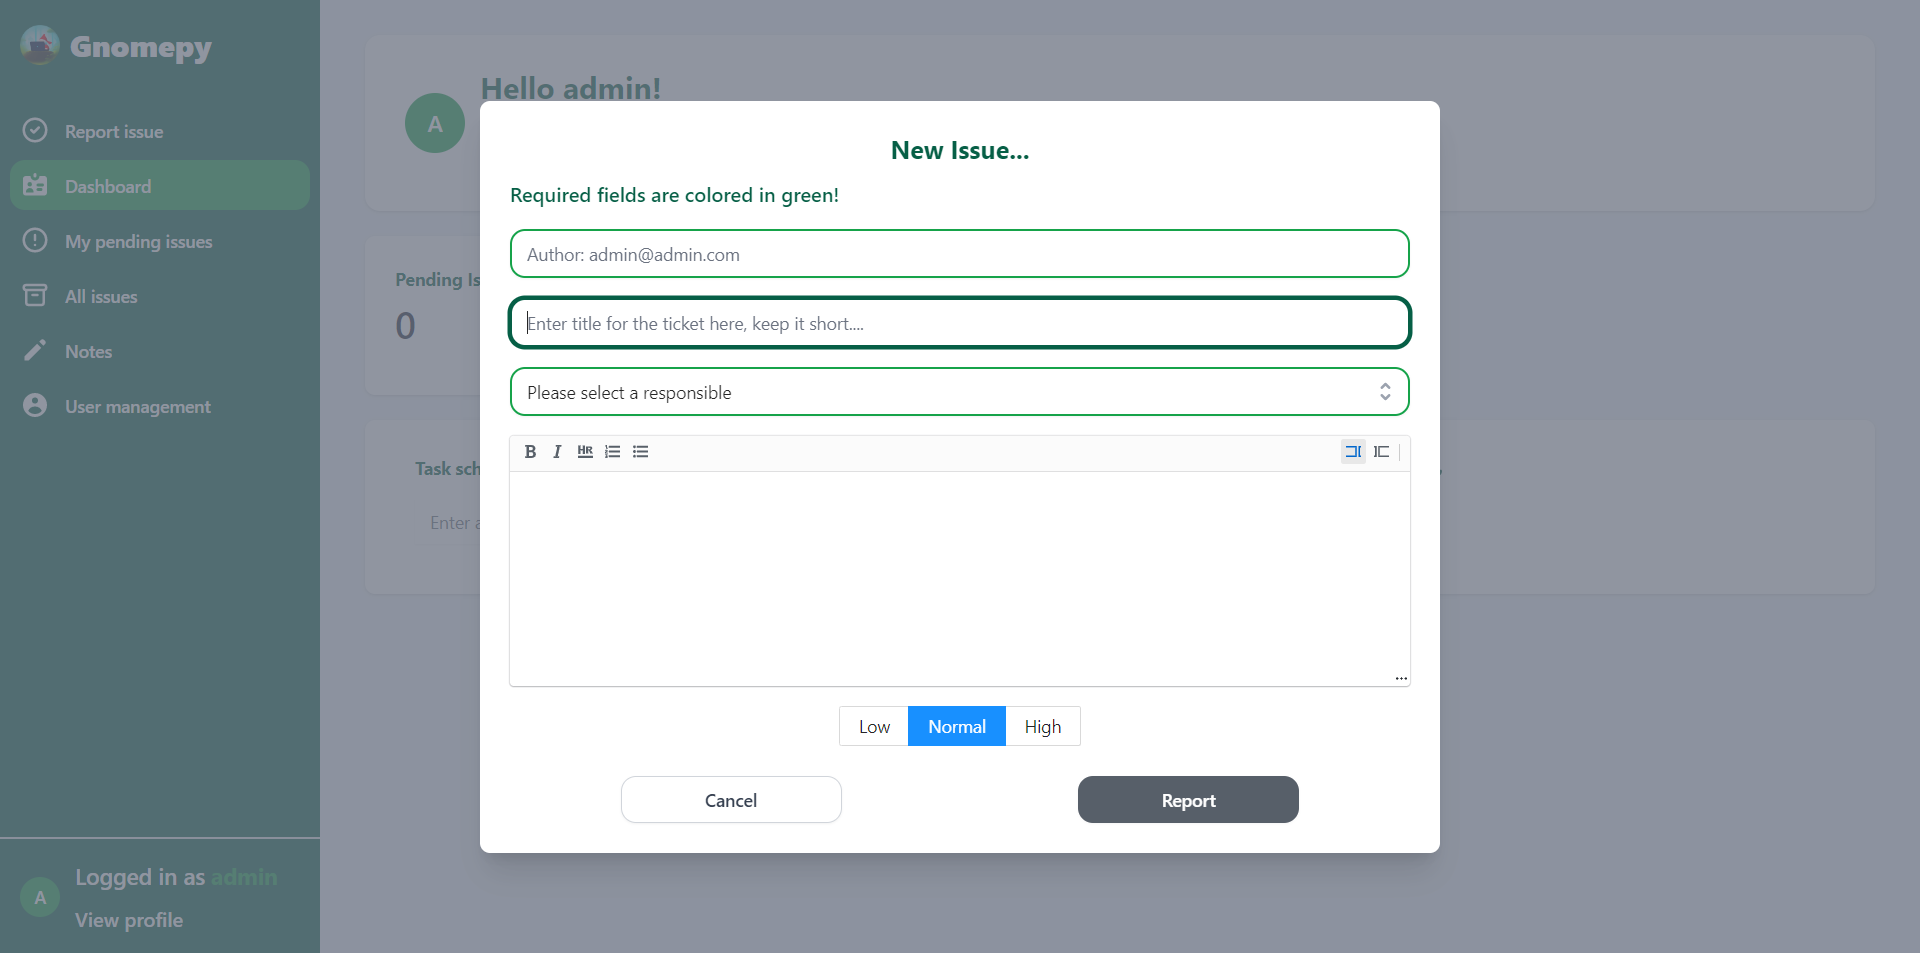 Gnomepy
Report issue
Dashboard
My pending issues
All issues
Notes
User management
Logged in as admin
A
View profile
Hello admin!
A
Pending Is
0
Task sch
Enter a
New Issue...
Required fields are colored in green!
Author: admin@admin.com
Enter title for the ticket here, keep it short....
Please select a responsible
B I HR
Low Normal High
Cancel Report